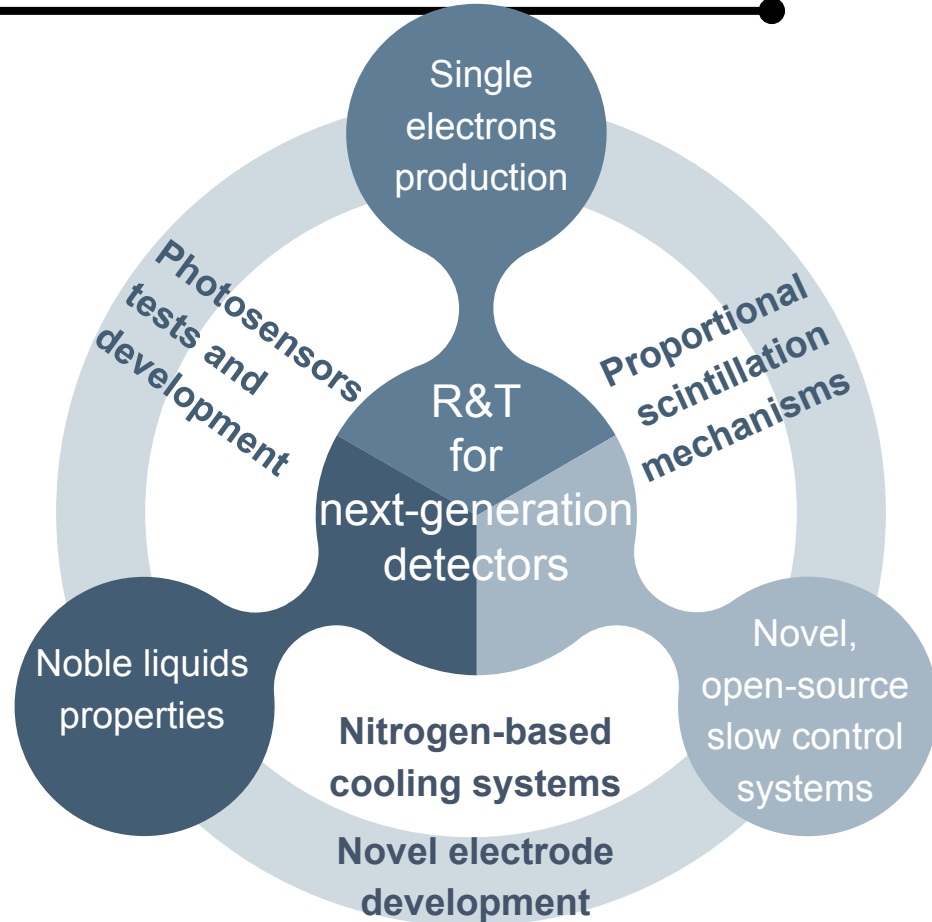 Single
electrons
production
Photosensors
tests and
development
Proportional
scintillation
mechanisms
R&T
for
next-generation
detectors
Noble liquids
properties
Novel,
open-source
slow control
systems
Nitrogen-based
cooling systems
Novel electrode
development